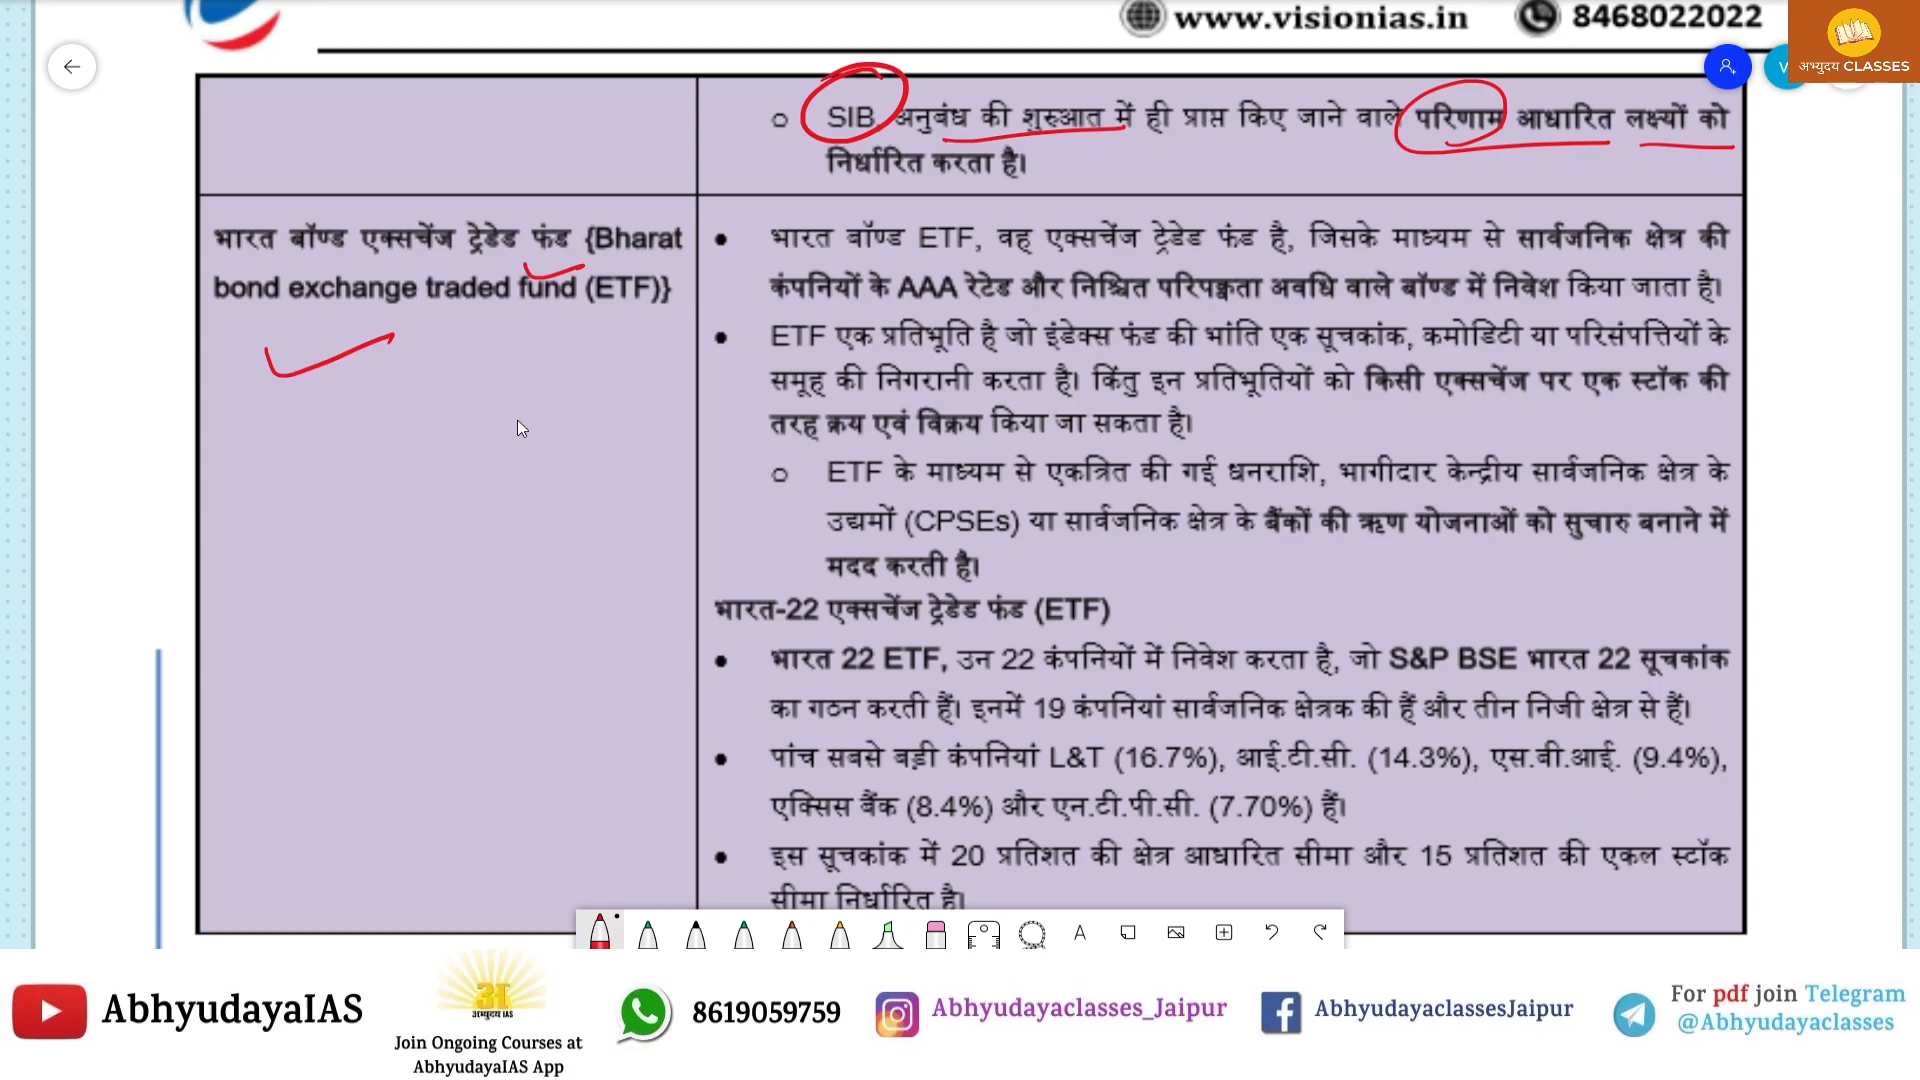 www.visionias.in 8468022022
अभ्युदय CLASSES
SIB अनुबंध की शुरुआत में ही प्राप्त किए जाने वाले परिणाम आधारित लक्ष्यों को
निर्धारित करता है।
भारत बॉण्ड एक्सचेंज ट्रेडेड फंड {Bharat
bond exchange traded fund (ETF)}
भारत बॉण्ड ETF, वह एक्सचेंज ट्रेडेड फंड है, जिसके माध्यम से सार्वजनिक क्षेत्र की
कंपनियों के AAA रेटेड और निश्चित परिपक्वता अवधि वाले बॉण्ड में निवेश किया जाता है।
ETF एक प्रतिभूति है जो इंडेक्स फंड की भांति एक सूचकांक, कमोडिटी या परिसंपत्तियों के
समूह की निगरानी करता है। किंतु इन प्रतिभूतियों को किसी एक्सचेंज पर एक स्टॉक की
तरह क्रय एवं विक्रय किया जा सकता है।
ETF के माध्यम से एकत्रित की गई धनराशि, भागीदार केन्द्रीय सार्वजनिक क्षेत्र के
उद्यमों (CPSEs) या सार्वजनिक क्षेत्र के बैंकों की ऋण योजनाओं को सुचारु बनाने में
मदद करती है।
भारत-22 एक्सचेंज ट्रेडेड फंड (ETF)
भारत 22 ETF, उन 22 कंपनियों में निवेश करता है, जो S&P BSE भारत 22 सूचकांक
का गठन करती हैं। इनमें 19 कंपनियां सार्वजनिक क्षेत्रक की हैं और तीन निजी क्षेत्र से हैं।
पांच सबसे बड़ी कंपनियां L&T (16.7%), आई.टी.सी. (14.3%), एस.बी.आई. (9.4%),
एक्सिस बैंक (8.4%) और एन.टी.पी.सी. (7.70%) हैं।
इस सूचकांक में 20 प्रतिशत की क्षेत्र आधारित सीमा और 15 प्रतिशत की एकल स्टॉक
सीमा निर्धारित है।
A
AbhyudayaIAS
अभ्युदय IAS
Join Ongoing Courses at
AbhyudayaIAS App
8619059759
Abhyudayaclasses_Jaipur
AbhyudayaclassesJaipur
For pdf join Telegram
@Abhyudayaclasses